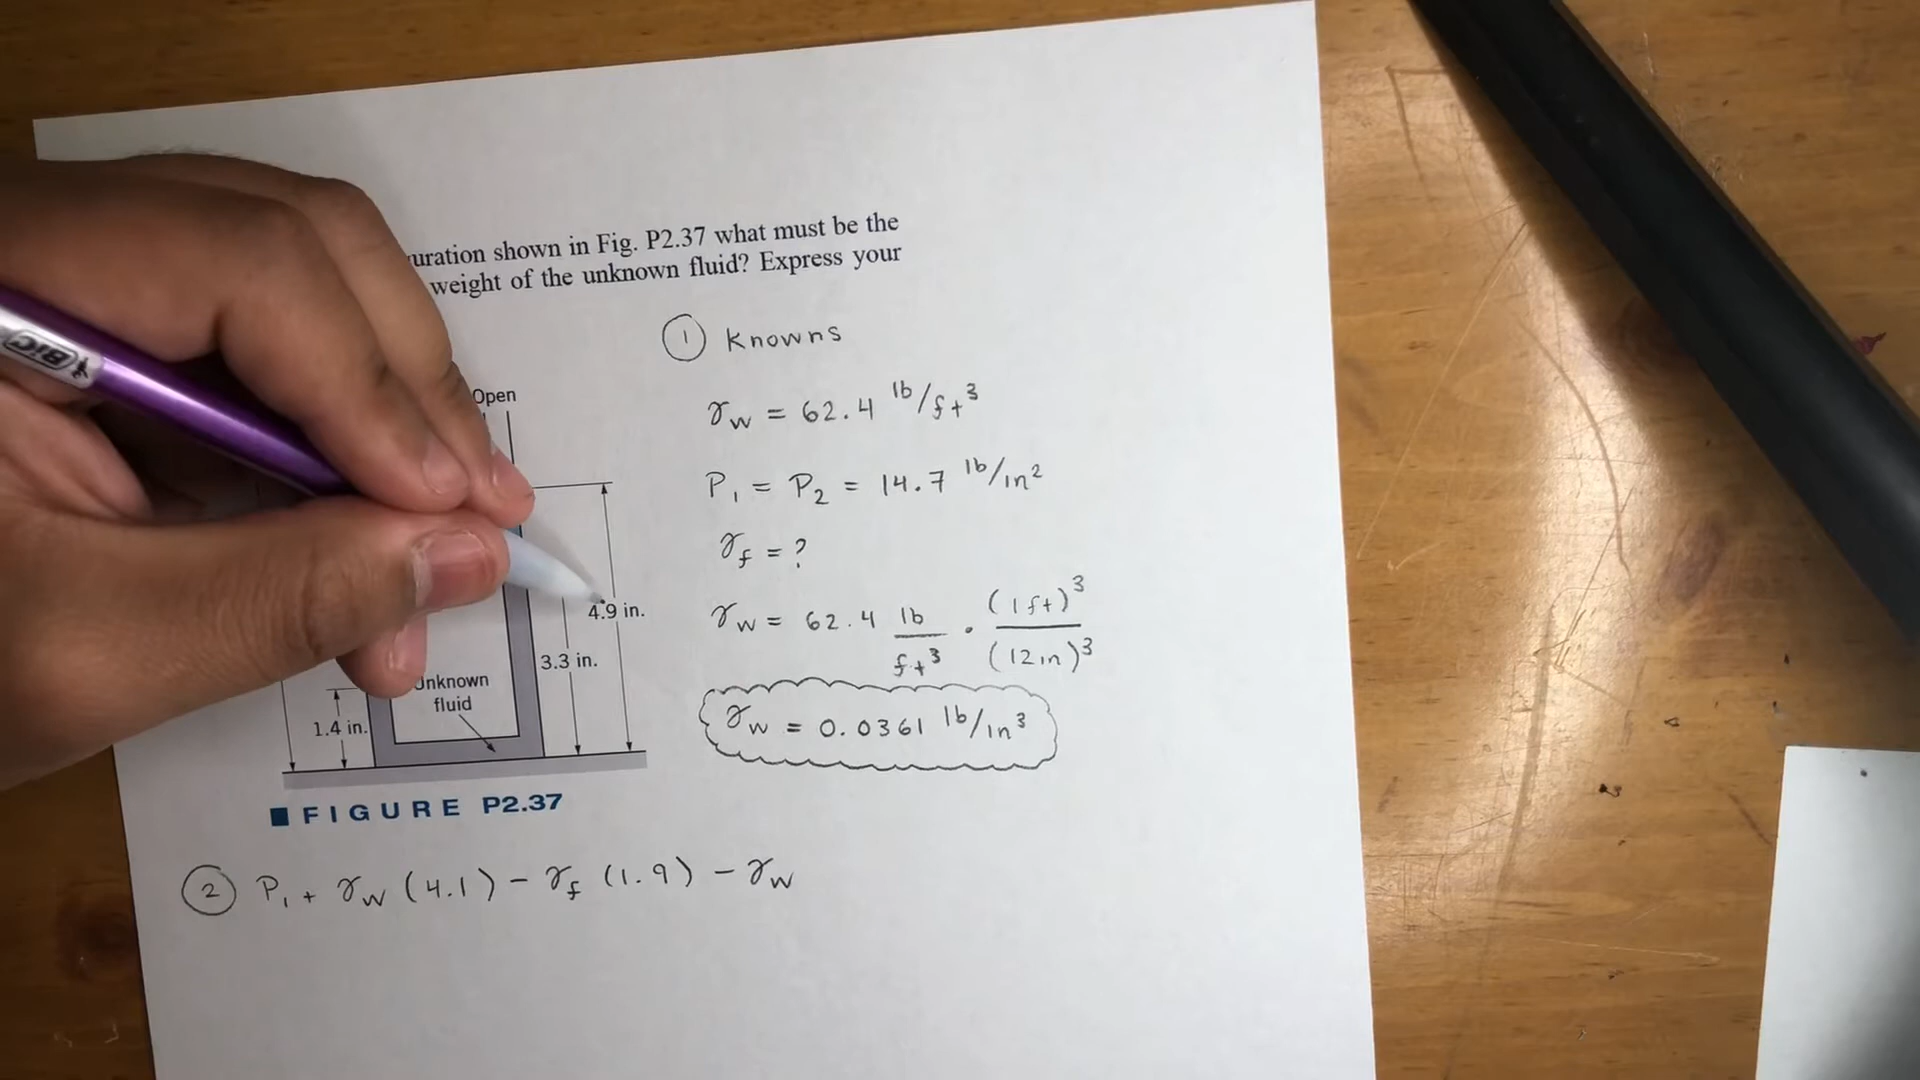 uration shown in Fig. P2.37 what must be the
weight of the unknown fluid? Express your
① Knowns
Open
γw = 62.4 lb/ft³
P₁ = P₂ = 14.7 lb/in²
γf = ?
4.9 in.
3.3 in.
γw = 62.4 lb/ft³ · (1ft)³/(12in)³
Unknown
fluid
1.4 in.
γw = 0.0361 lb/in³
FIGURE P2.37
② P₁ + γw (4.1) - γf (1.9) - γw
BIC